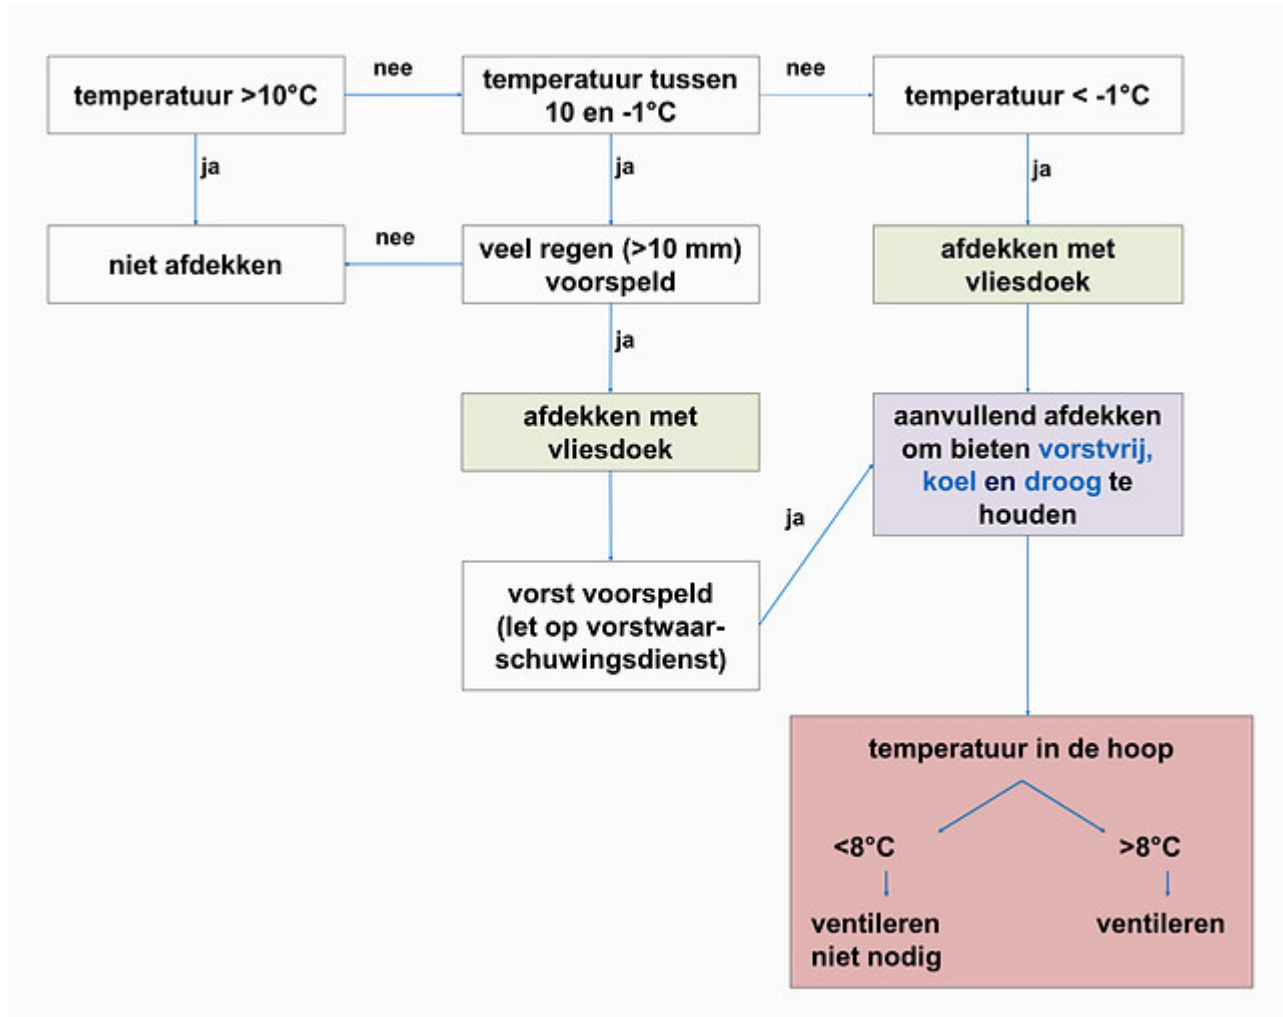 temperatuur >10°C
nee
temperatuur tussen
10 en -1°C
nee
temperatuur < -1°C
ja
ja
ja
niet afdekken
nee
veel regen (>10 mm)
voorspeld
afdekken met
vliesdoek
ja
afdekken met
vliesdoek
aanvullend afdekken
om bieten vorstvrij,
koel en droog te
houden
ja
vorst voorspeld
(let op vorstwaar-
schuwingsdienst)
temperatuur in de hoop
<8°C
>8°C
ventileren
niet nodig
ventileren